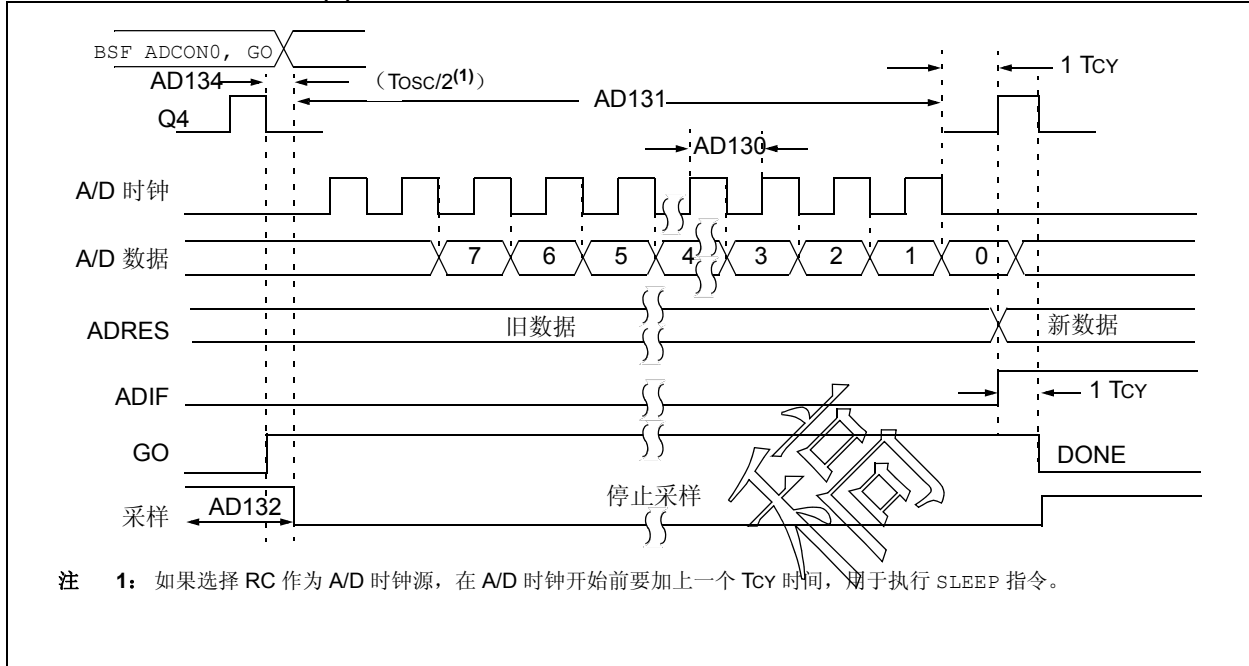 BSF ADCON0, GO
AD134
（TOSC/2(1)）
AD131
1 TCY
Q4
AD130
A/D 时钟
A/D 数据
7 6 5 4 3 2 1 0
ADRES
旧数据
新数据
ADIF
1 TCY
GO
DONE
采样
AD132
停止采样
注 1： 如果选择 RC 作为 A/D 时钟源，在 A/D 时钟开始前要加上一个 TCY 时间，用于执行 SLEEP 指令。